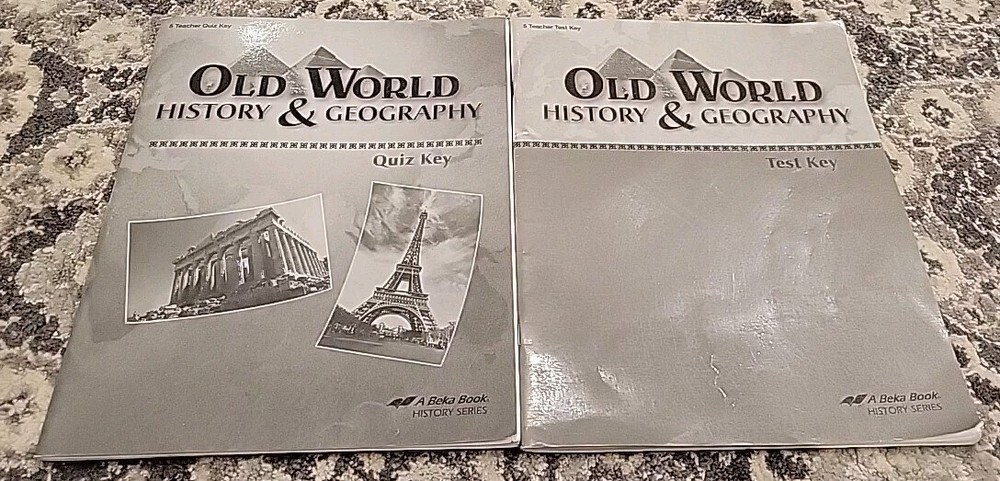 5 Teacher Quiz Key
OLD WORLD
HISTORY & GEOGRAPHY
Quiz Key
A Beka Book®
HISTORY SERIES
5 Teacher Test Key
OLD WORLD
HISTORY & GEOGRAPHY
Test Key
A Beka Book®
HISTORY SERIES